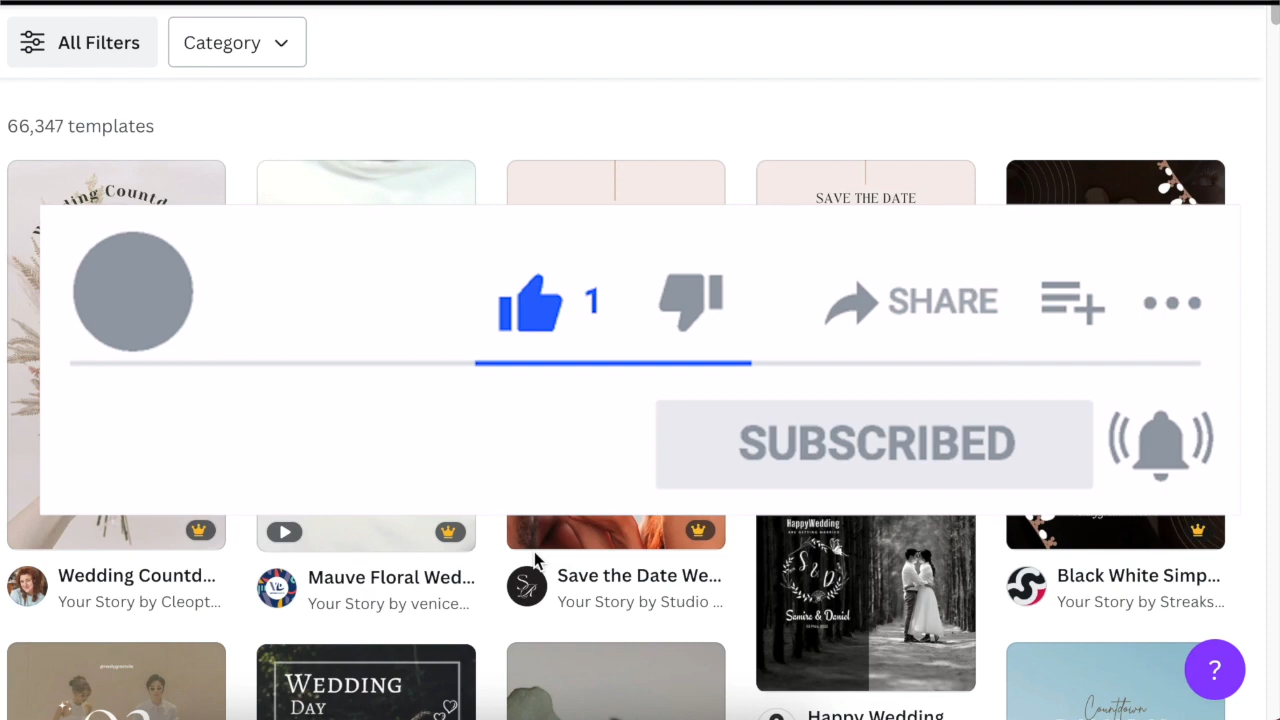 All Filters
Category
66,347 templates
SAVE THE DATE
1
SHARE
SUBSCRIBED
HappyWedding
Samira & Daniel
Wedding Countd...
Your Story by Cleopt...
Mauve Floral Wed...
Your Story by venice...
Save the Date We...
Your Story by Studio ...
Black White Simp...
Your Story by Streaks...
?
WEDDING
DAY
Countdown
Happy Wedding